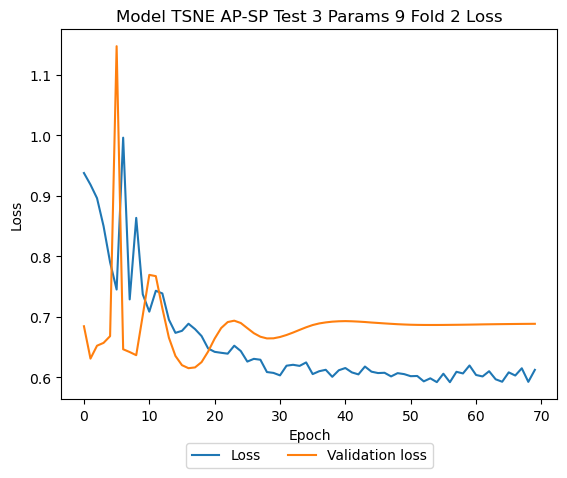 Model TSNE AP-SP Test 3 Params 9 Fold 2 Loss
1.1
1.0
0.9
0.8
0.7
0.6
Loss
0 10 20 30 40 50 60 70
Epoch
Loss Validation loss